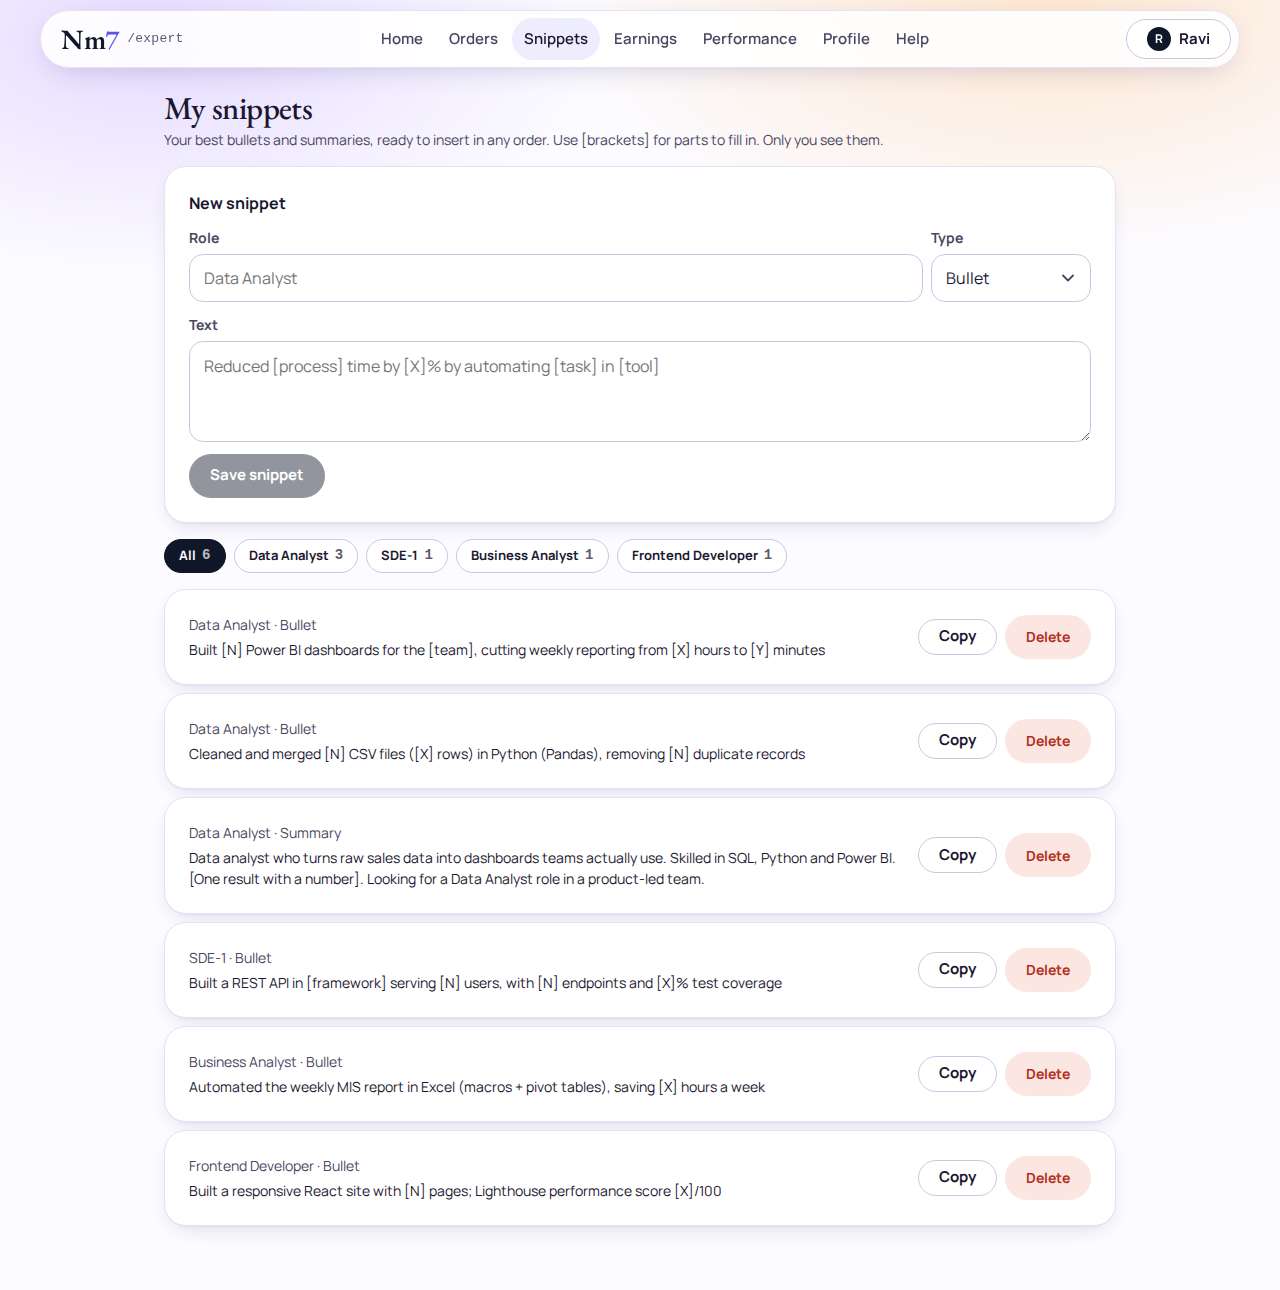 Nm7 /expert
Home Orders Snippets Earnings Performance Profile Help
R Ravi
My snippets
Your best bullets and summaries, ready to insert in any order. Use [brackets] for parts to fill in. Only you see them.
New snippet
Role Type
Data Analyst Bullet
Text
Reduced [process] time by [X]% by automating [task] in [tool]
Save snippet
All 6 Data Analyst 3 SDE-1 1 Business Analyst 1 Frontend Developer 1
Data Analyst · Bullet
Built [N] Power BI dashboards for the [team], cutting weekly reporting from [X] hours to [Y] minutes
Copy Delete
Data Analyst · Bullet
Cleaned and merged [N] CSV files ([X] rows) in Python (Pandas), removing [N] duplicate records
Copy Delete
Data Analyst · Summary
Data analyst who turns raw sales data into dashboards teams actually use. Skilled in SQL, Python and Power BI.
[One result with a number]. Looking for a Data Analyst role in a product-led team.
Copy Delete
SDE-1 · Bullet
Built a REST API in [framework] serving [N] users, with [N] endpoints and [X]% test coverage
Copy Delete
Business Analyst · Bullet
Automated the weekly MIS report in Excel (macros + pivot tables), saving [X] hours a week
Copy Delete
Frontend Developer · Bullet
Built a responsive React site with [N] pages; Lighthouse performance score [X]/100
Copy Delete